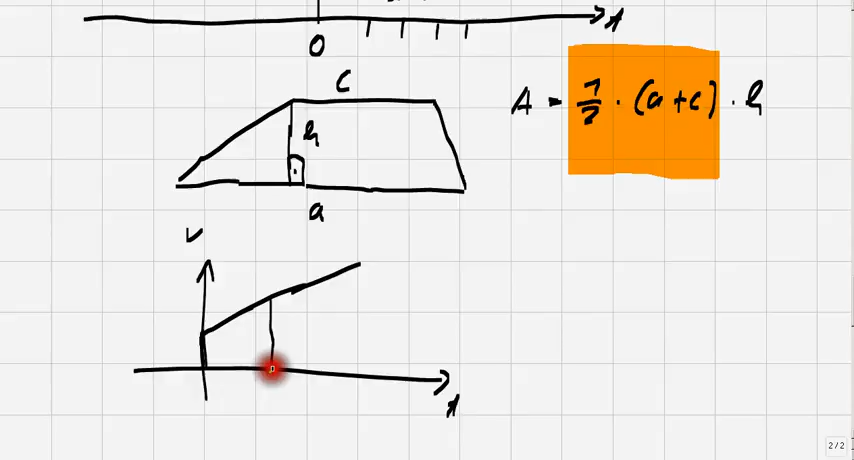 t
0
c
A = 1/2 · (a + c) · h
h
a
v
t
2 / 2